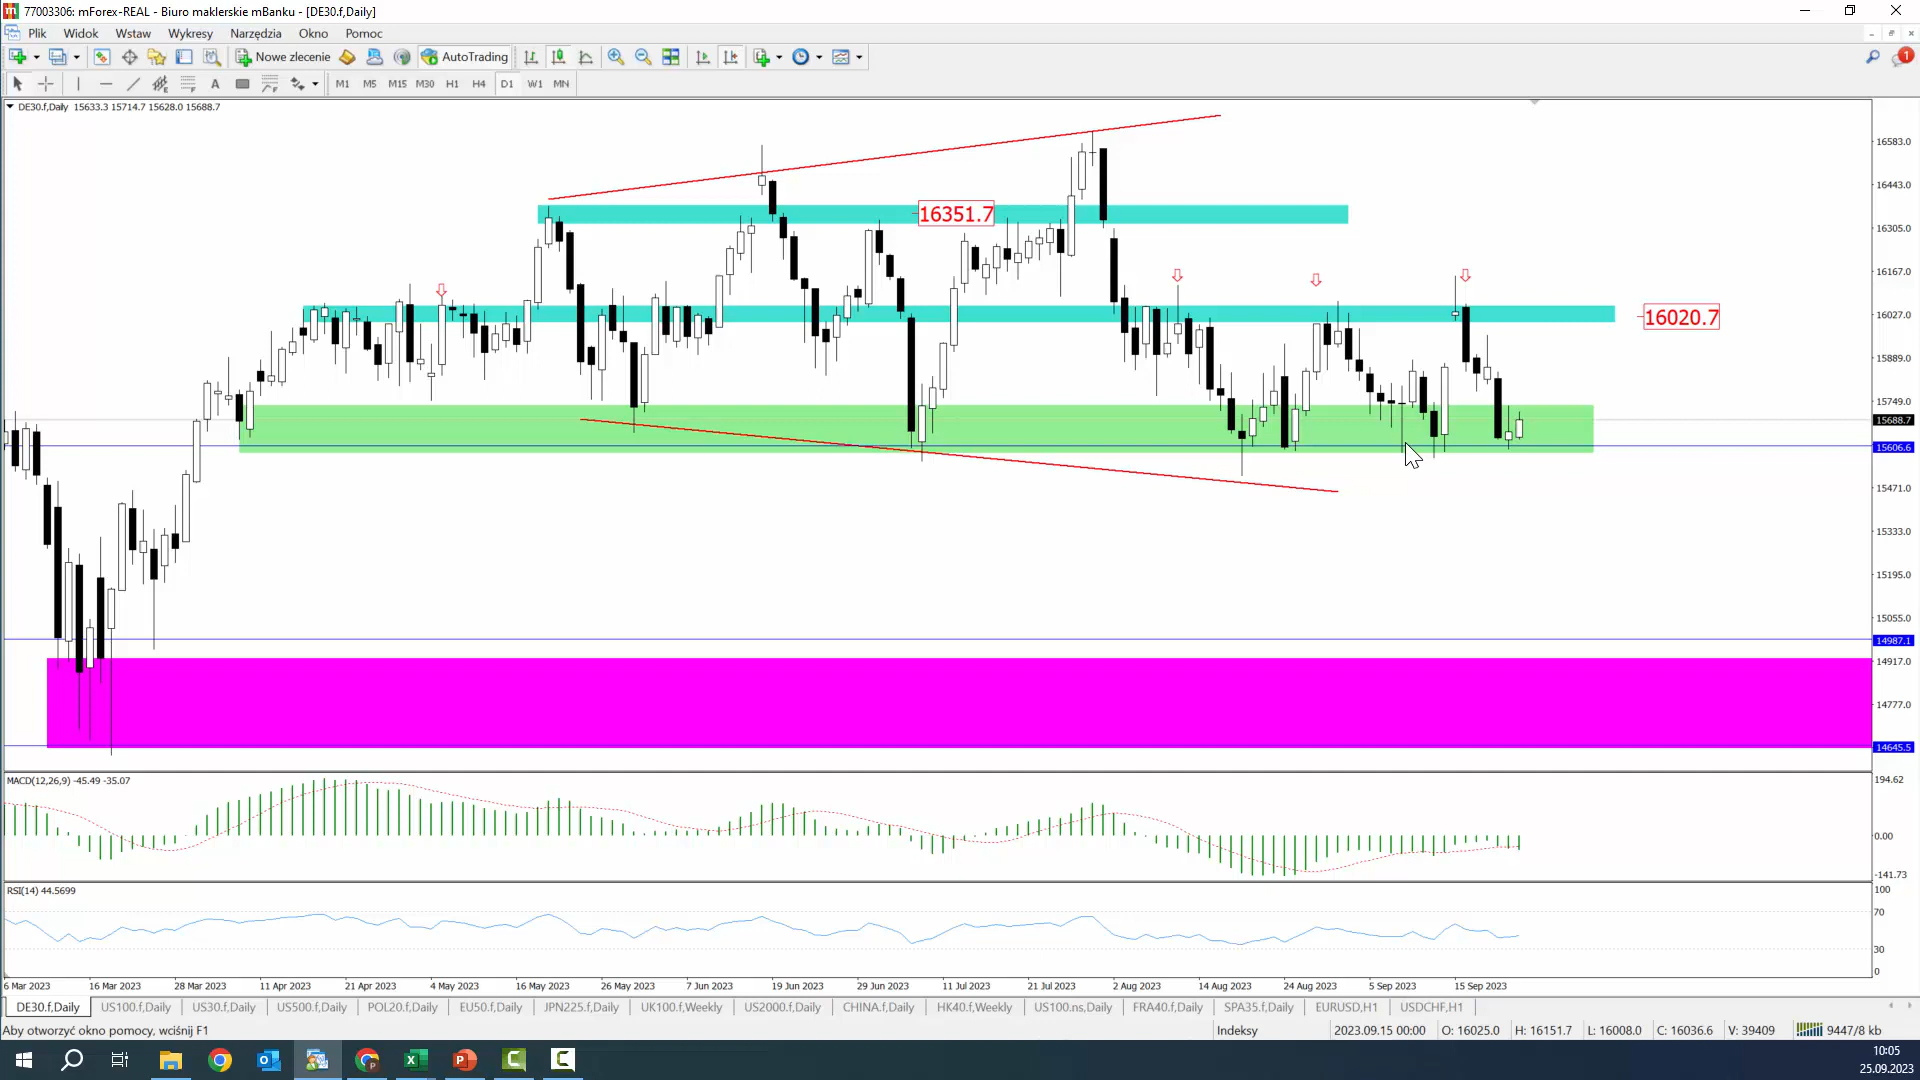 77003306: mForex-REAL - Biuro maklerskie mBanku - [DE30.f,Daily]
Plik Widok Wstaw Wykresy Narzędzia Okno Pomoc
Nowe zlecenie AutoTrading 1
A M1 M5 M15 M30 H1 H4 D1 W1 MN
DE30.f,Daily 15633.3 15714.7 15628.0 15688.7
16583.0
16443.0
16351.7
16305.0
16167.0
16027.0
16020.7
15889.0
15749.0
15688.7
15606.6
15471.0
15333.0
15195.0
15055.0
14987.1
14917.0
14777.0
14645.5
MACD(12,26,9) -45.49 -35.07
194.62
0.00
-141.73
RSI(14) 44.5699
100
70
30
0
6 Mar 2023 16 Mar 2023 28 Mar 2023 11 Apr 2023 21 Apr 2023 4 May 2023 16 May 2023 26 May 2023 7 Jun 2023 19 Jun 2023 29 Jun 2023 11 Jul 2023 21 Jul 2023 2 Aug 2023 14 Aug 2023 24 Aug 2023 5 Sep 2023 15 Sep 2023
DE30.f,Daily US100.f,Daily US30.f,Daily US500.f,Daily POL20.f,Daily EU50.f,Daily JPN225.f,Daily UK100.f,Weekly US2000.f,Daily CHINA.f,Daily HK40.f,Weekly US100.ns,Daily FRA40.f,Daily SPA35.f,Daily EURUSD,H1 USDCHF,H1
Aby otworzyć okno pomocy, wciśnij F1 Indeksy 2023.09.15 00:00 O: 16025.0 H: 16151.7 L: 16008.0 C: 16036.6 V: 39409 9447/8 kb
10:05
25.09.2023